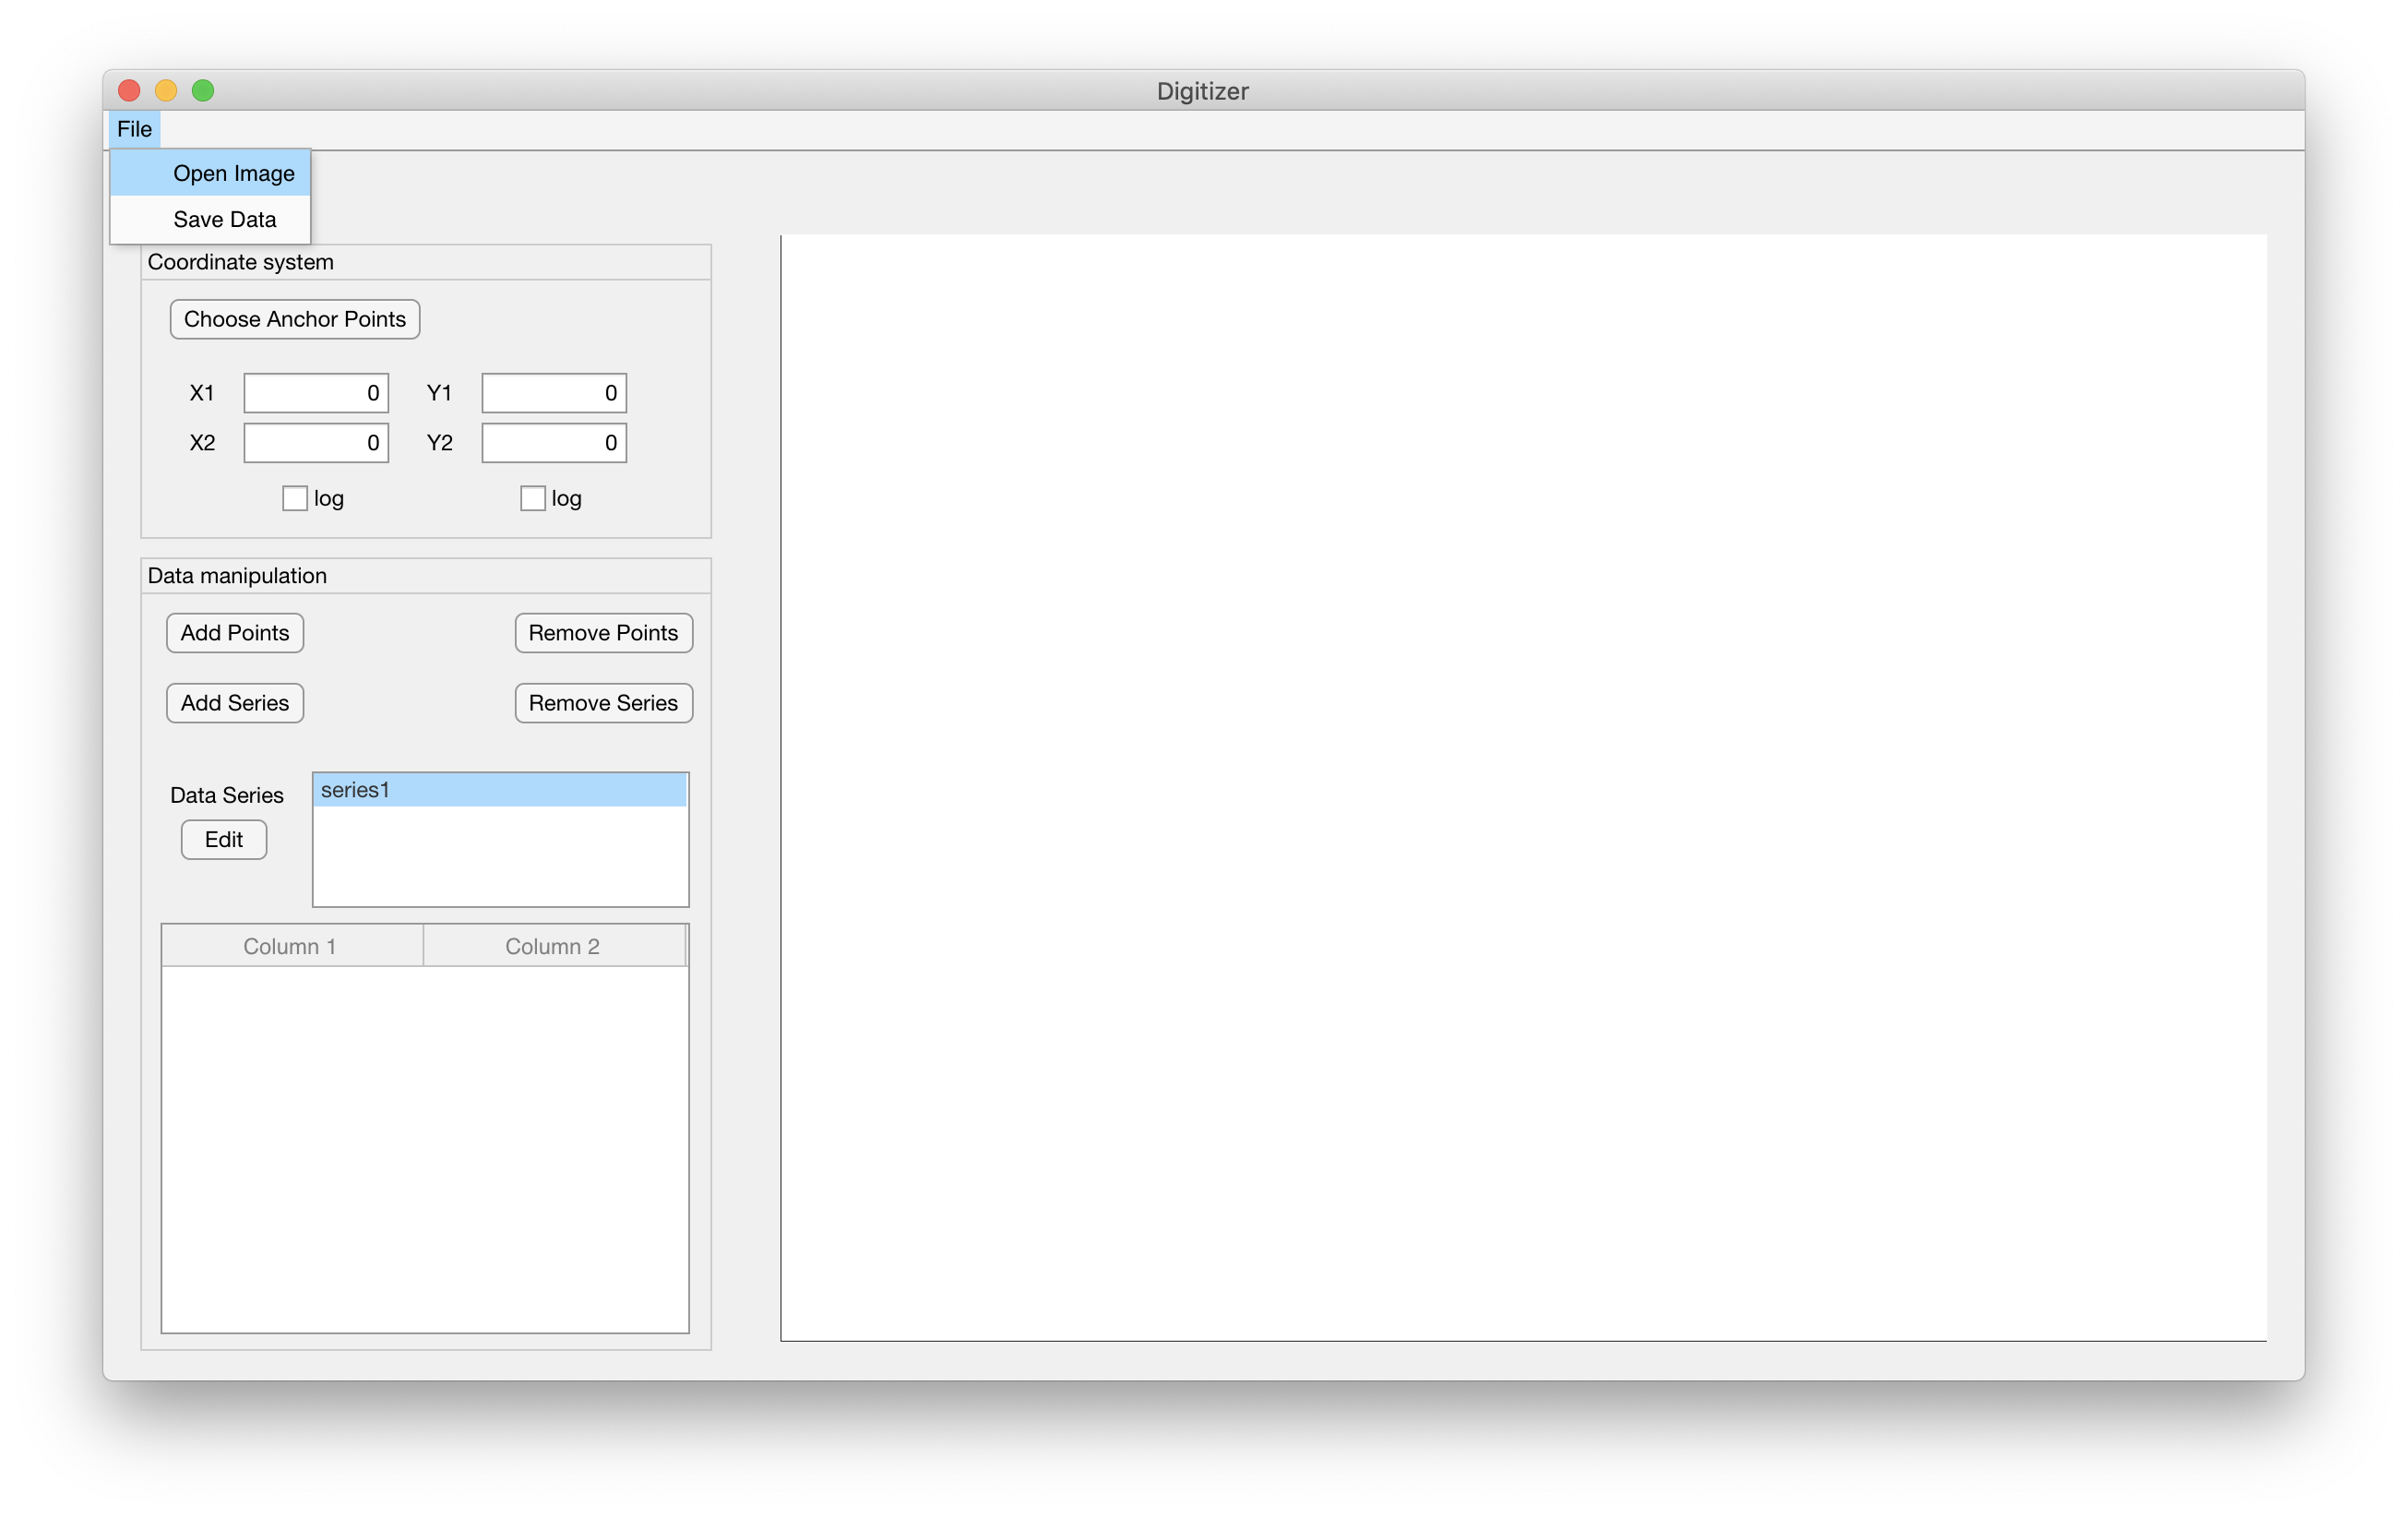 Digitizer
File
Open Image
Save Data
Coordinate system
Choose Anchor Points
X1 0 Y1 0
X2 0 Y2 0
log log
Data manipulation
Add Points Remove Points
Add Series Remove Series
Data Series series1
Edit
Column 1 Column 2